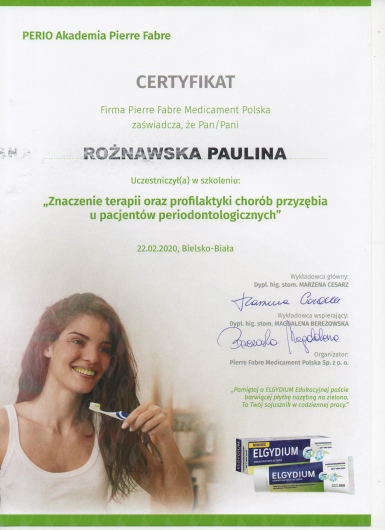 PERIO Akademia Pierre Fabre
CERTYFIKAT
Firma Pierre Fabre Medicament Polska
zaświadcza, że Pan/Pani
ROŻNAWSKA PAULINA
Uczestniczył(a) w szkoleniu:
„Znaczenie terapii oraz profilaktyki chorób przyzębia
u pacjentów periodontologicznych”
22.02.2020, Bielsko-Biała
Wykładowca główny:
Dypl. hig. stom. MARZENA CESARZ
Wykładowca wspierający:
Dypl. hig. stom. MAGDALENA BEREZOWSKA
Magdalena
Organizator:
Pierre Fabre Medicament Polska Sp. z o. o.
„Pamiętaj o ELGYDIUM Edukacyjnej paście
barwiącej płytkę nazębną na zielono.
To Twój sojusznik w codziennej pracy.”
ELGYDIUM
ELGYDIUM